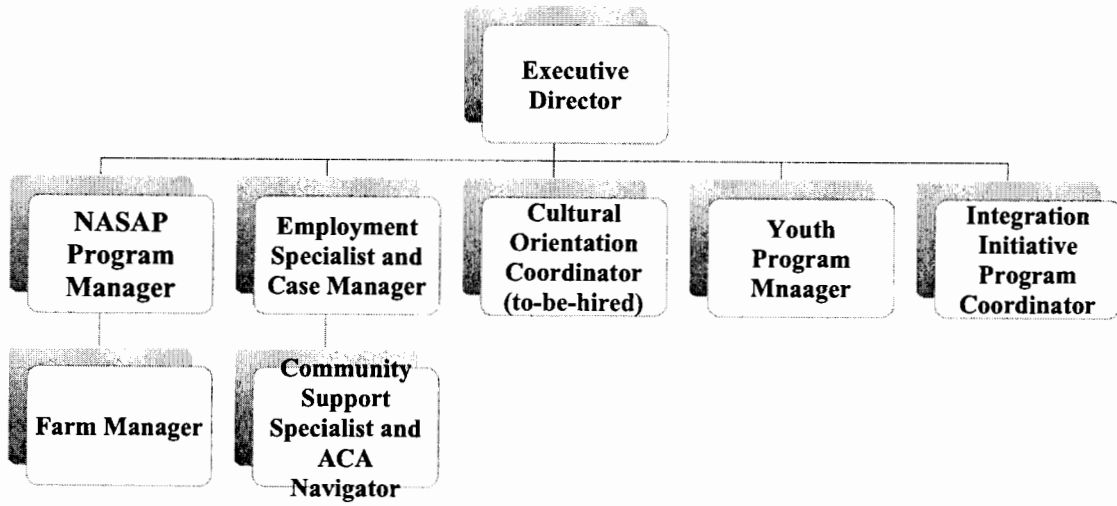 Executive
Director
NASAP
Program
Manager
Employment
Specialist and
Case Manager
Cultural
Orientation
Coordinator
(to-be-hired)
Youth
Program
Mnaager
Integration
Initiative
Program
Coordinator
Farm Manager
Community
Support
Specialist and
ACA
Navigator